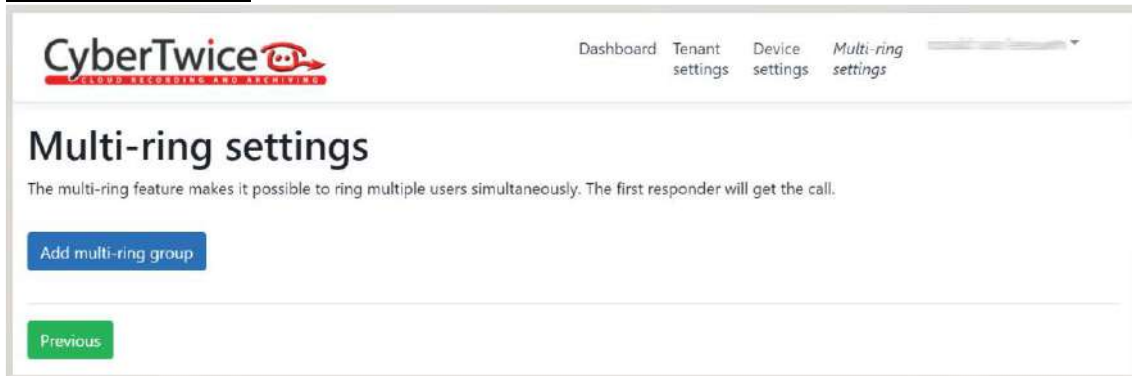 CyberTwice
CLOUD RECORDING AND ARCHIVING
Dashboard
Tenant settings
Device settings
Multi-ring settings
Multi-ring settings
The multi-ring feature makes it possible to ring multiple users simultaneously. The first responder will get the call.
Add multi-ring group
Previous